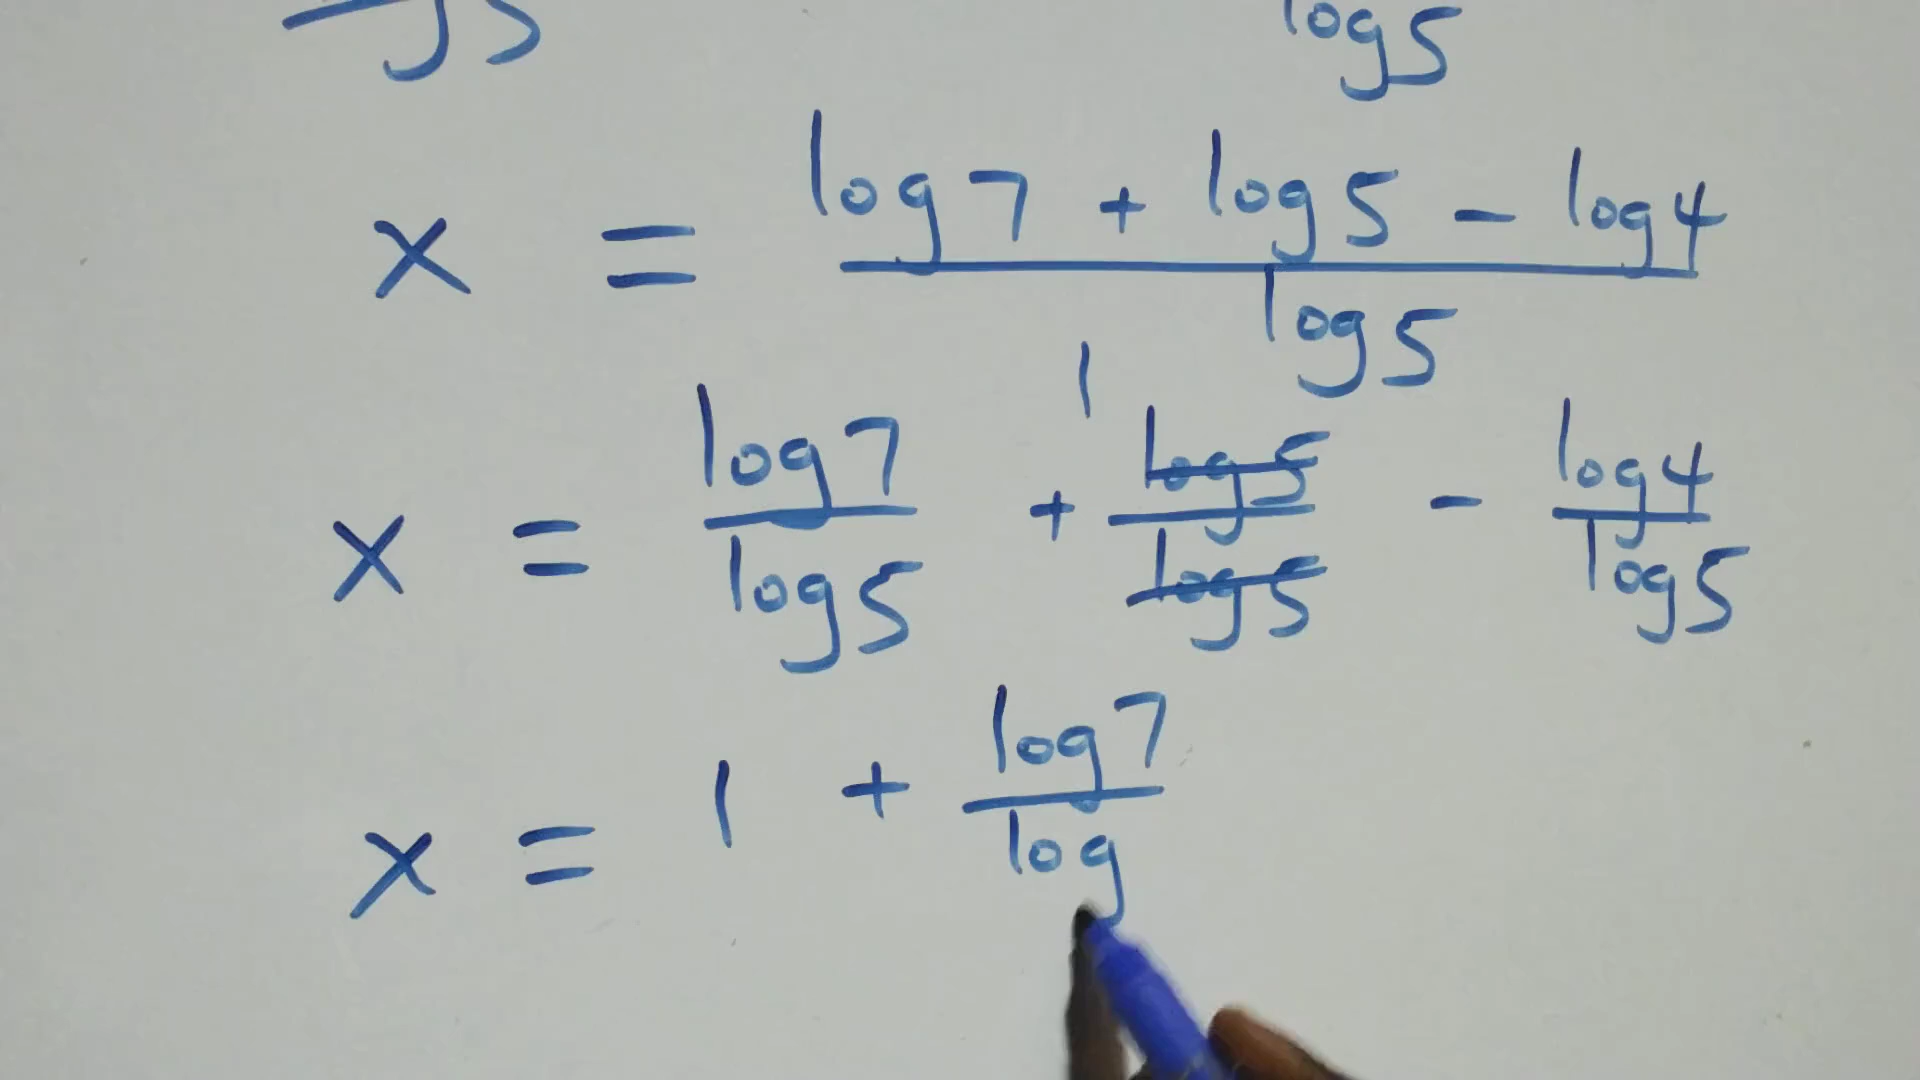 log5
x = (log7 + log5 - log4) / log5
x = log7/log5 + log5/log5 1 - log4/log5
x = 1 + log7/log